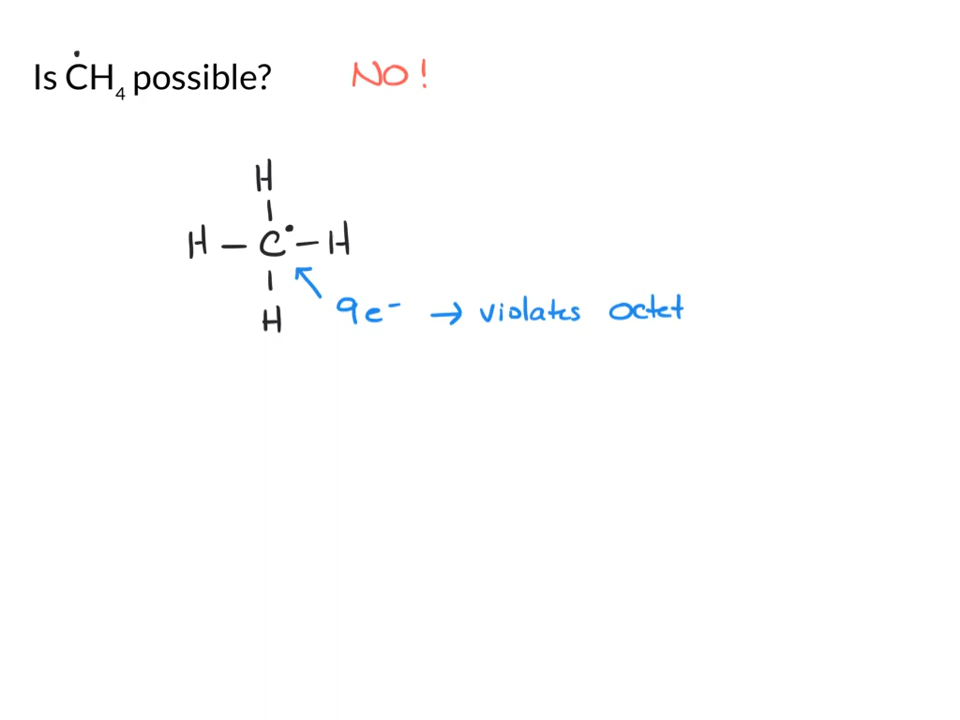 Is ĊH₄ possible? NO!
H
|
H – C· – H
|
H
9e⁻ → violates octet